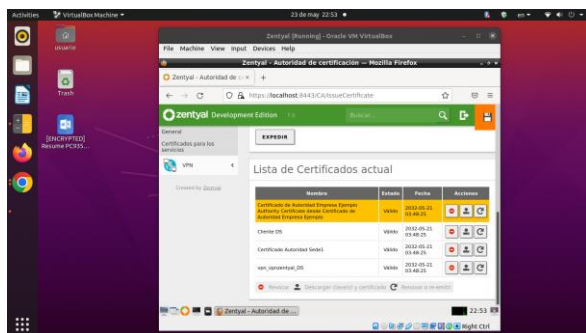 Activities VirtualBox Machine 23 de may 22:53 en
usuario
Trash
[ENCRYPTED]
Resume PC935...
Zentyal [Running] - Oracle VM VirtualBox
File Machine View Input Devices Help
Zentyal - Autoridad de certificación — Mozilla Firefox
Zentyal - Autoridad de c
https://localhost:8443/CA/IssueCertificate
zentyal Development Edition 7.0
Buscar...
General
Certificados para los
servicios
VPN
Created by Zentyal
EXPEDIR
Lista de Certificados actual
Nombre Estado Fecha Acciones
Certificado de Autoridad Empresa Ejemplo
Authority Certificate desde Certificado de
Autoridad Empresa Ejemplo
Válido 2032-05-21
03:48:25
Cliente DS Válido 2032-05-21
03:48:25
Certificado Autoridad Sede1 Válido 2032-05-21
03:48:25
vpn_vpnzentyal_DS Válido 2032-05-21
03:48:25
Revocar Descargar clave(s) y certificado Renovar o re-emitir
Zentyal - Autoridad de ...
22:53
Right Ctrl